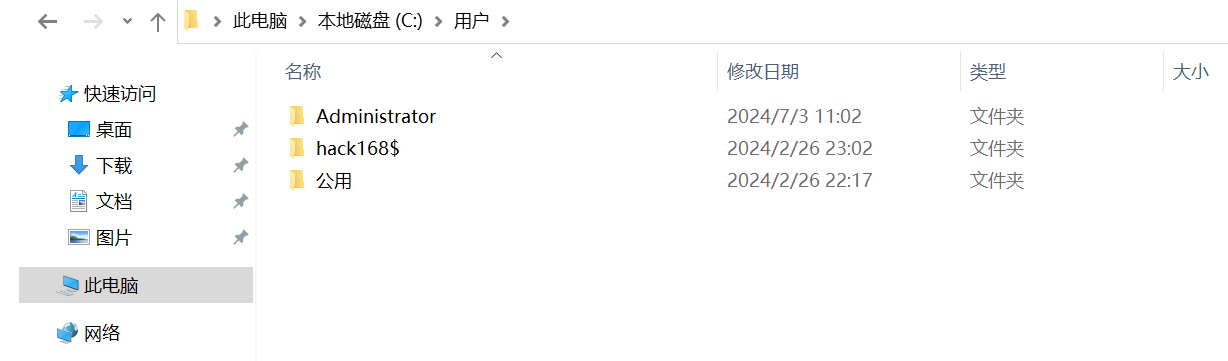 此电脑 本地磁盘 (C:) 用户
名称 修改日期 类型 大小
快速访问
桌面
下载
文档
图片
此电脑
网络
Administrator 2024/7/3 11:02 文件夹
hack168$ 2024/2/26 23:02 文件夹
公用 2024/2/26 22:17 文件夹